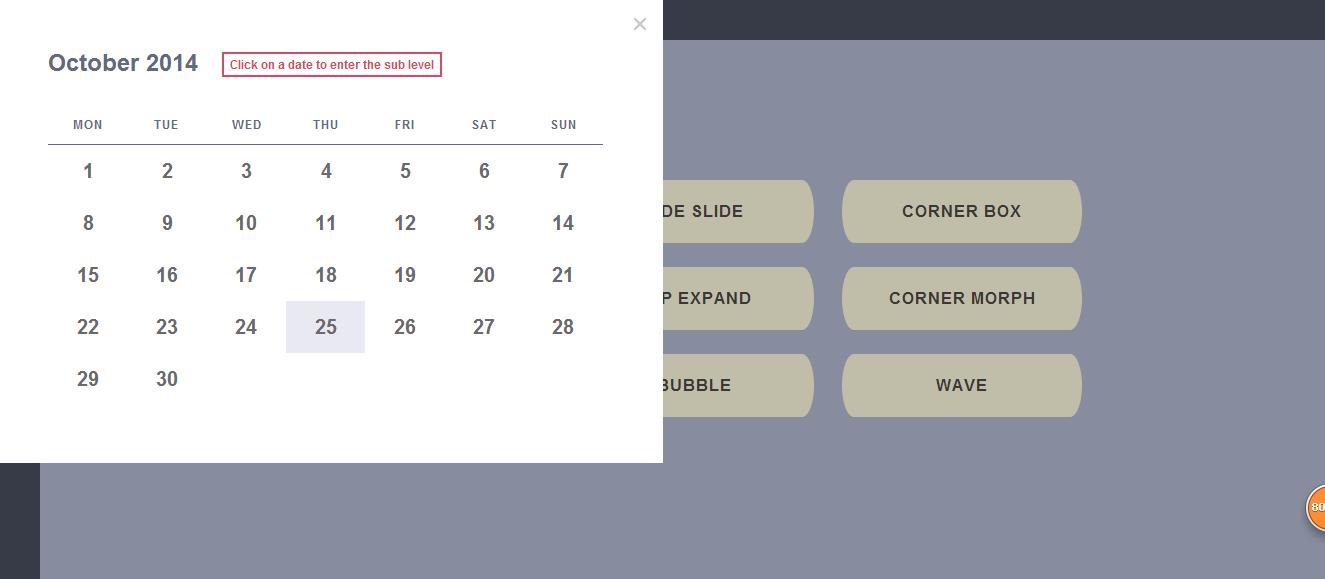 ×
October 2014 Click on a date to enter the sub level
MON TUE WED THU FRI SAT SUN
1 2 3 4 5 6 7
8 9 10 11 12 13 14
15 16 17 18 19 20 21
22 23 24 25 26 27 28
29 30
DE SLIDE CORNER BOX
P EXPAND CORNER MORPH
BUBBLE WAVE
80